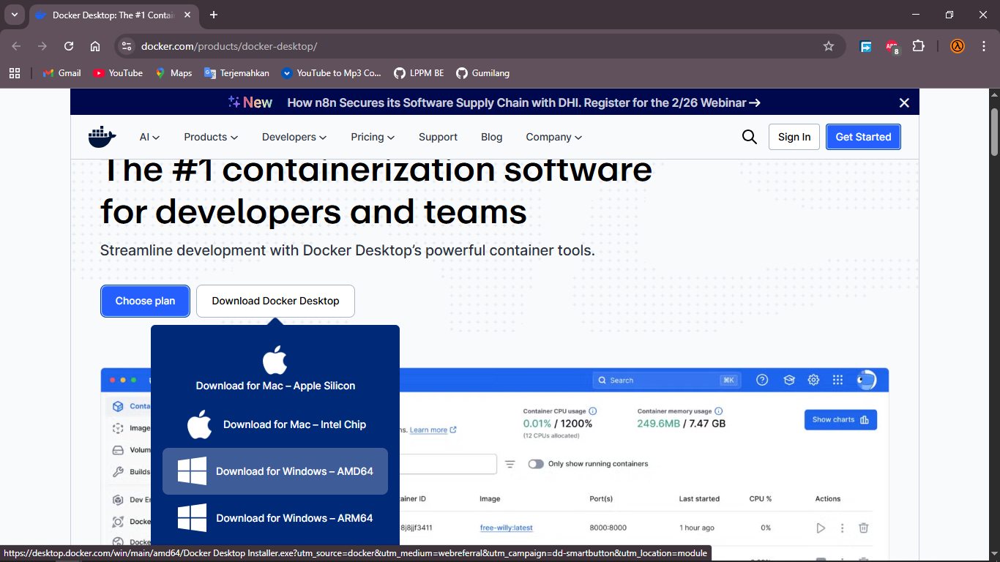 Docker Desktop: The #1 Contai
docker.com/products/docker-desktop/
8
Gmail
YouTube
Maps
Terjemahkan
YouTube to Mp3 Co...
LPPM BE
Gumilang
New
How n8n Secures its Software Supply Chain with DHI. Register for the 2/26 Webinar
AI
Products
Developers
Pricing
Support
Blog
Company
Sign In
Get Started
The #1 containerization software
for developers and teams
Streamline development with Docker Desktop’s powerful container tools.
Choose plan
Download Docker Desktop
Download for Mac – Apple Silicon
Download for Mac – Intel Chip
Download for Windows – AMD64
Download for Windows – ARM64
Search
⌘K
Conta
Image
Volum
Builds
Dev En
Docke
Docke
ns. Learn more
Container CPU usage
0.01% / 1200%
(12 CPUs allocated)
Container memory usage
249.6MB / 7.47 GB
Show charts
Only show running containers
tainer ID
Image
Port(s)
Last started
CPU %
Actions
8j8jjf3411
free-willy:latest
8000:8000
1 hour ago
0%
https://desktop.docker.com/win/main/amd64/Docker Desktop Installer.exe?utm_source=docker&utm_medium=webreferral&utm_campaign=dd-smartbutton&utm_location=module